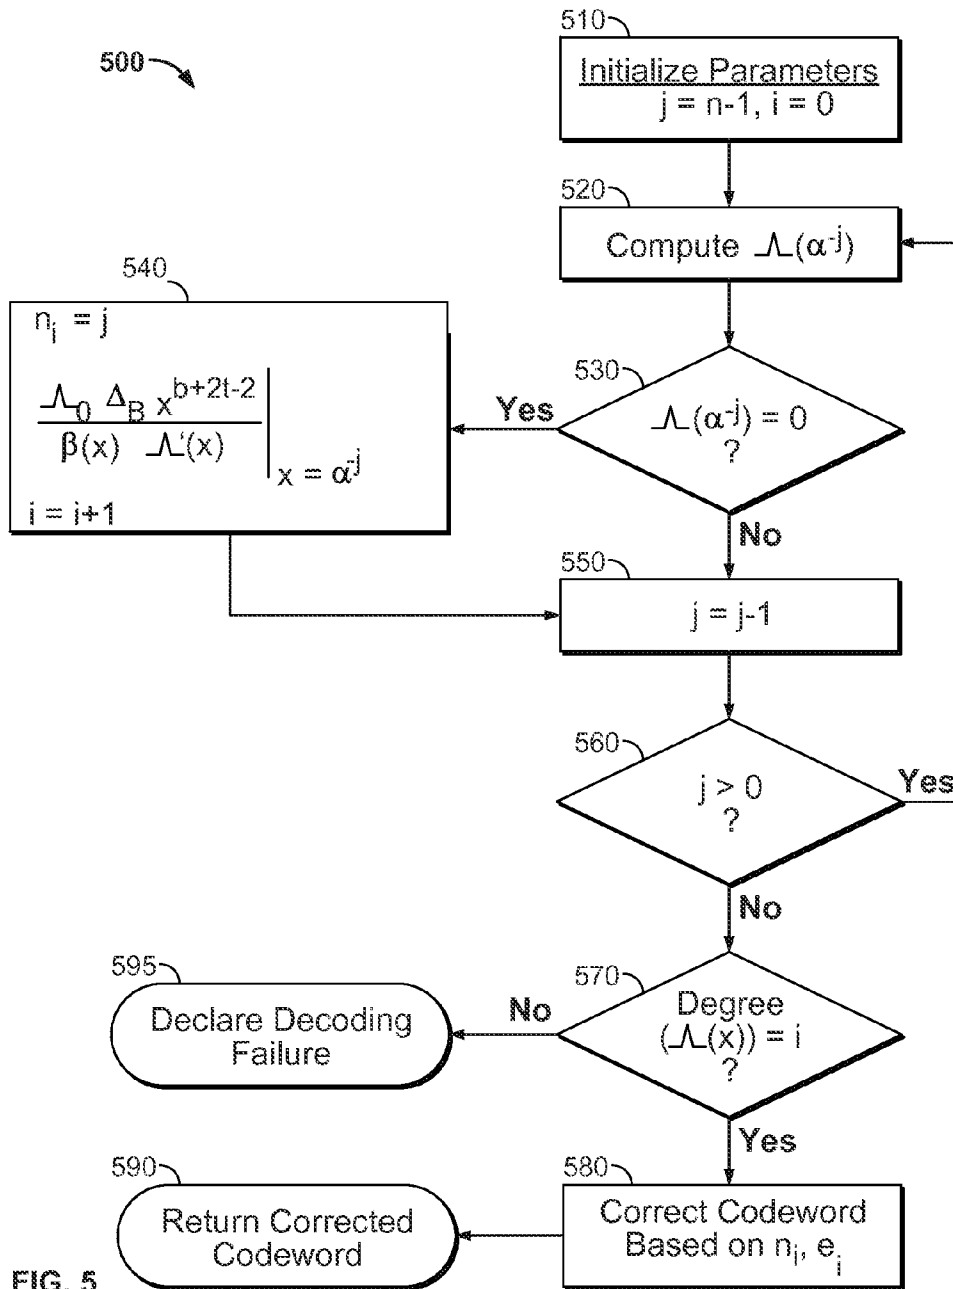 500
510
Initialize Parameters
j = n-1, i = 0
520
Compute Λ(α^-j)
530
Λ(α^-j) = 0
?
Yes
No
540
n_i = j
Λ_0 Δ_B x^b+2t-2
β(x) Λ'(x)
x = α^-j
i = i+1
550
j = j-1
560
j > 0
?
Yes
No
570
Degree
(Λ(x)) = i
?
No
Yes
595
Declare Decoding
Failure
580
Correct Codeword
Based on n_i, e_i
590
Return Corrected
Codeword
FIG. 5